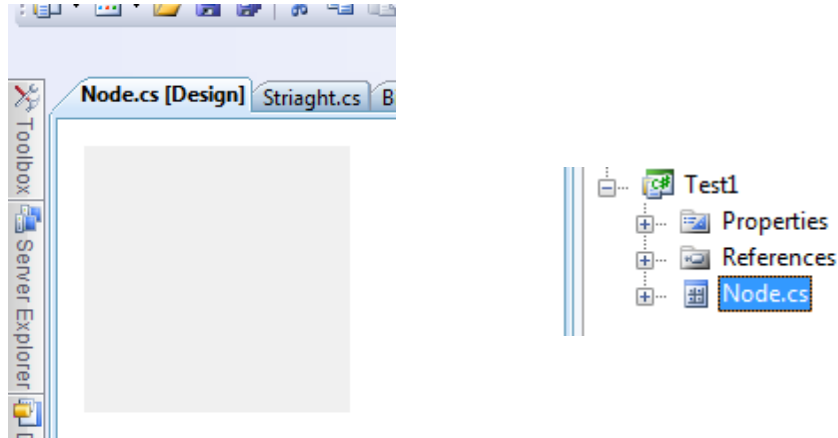 Node.cs [Design]
Striaght.cs
B
Toolbox
Server Explorer
Test1
Properties
References
Node.cs